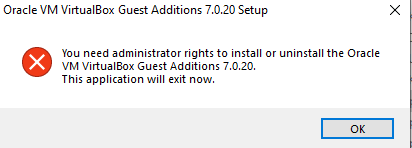 Oracle VM VirtualBox Guest Additions 7.0.20 Setup
You need administrator rights to install or uninstall the Oracle
VM VirtualBox Guest Additions 7.0.20.
This application will exit now.
OK